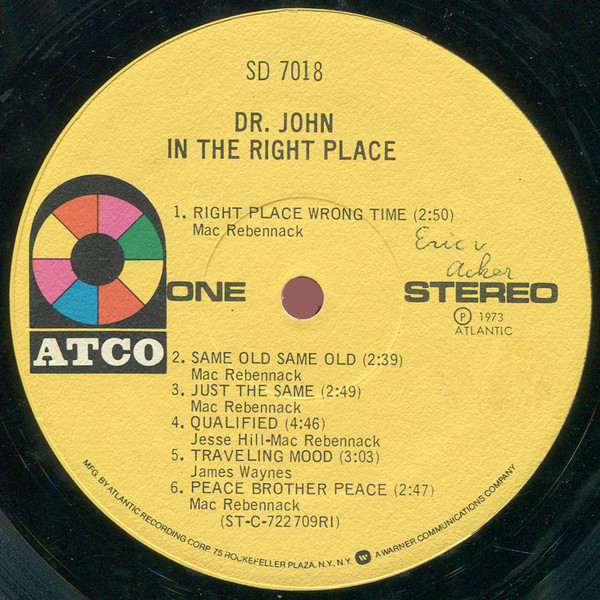 SD 7018
DR. JOHN
IN THE RIGHT PLACE
1. RIGHT PLACE WRONG TIME (2:50)
Mac Rebennack
Eric
Acker
ONE
STEREO
Ⓟ 1973
ATLANTIC
ATCO
2. SAME OLD SAME OLD (2:39)
Mac Rebennack
3. JUST THE SAME (2:49)
Mac Rebennack
4. QUALIFIED (4:46)
Jesse Hill-Mac Rebennack
5. TRAVELING MOOD (3:03)
James Waynes
6. PEACE BROTHER PEACE (2:47)
Mac Rebennack
(ST-C-722709RI)
MFG. BY ATLANTIC RECORDING CORP. 75 ROCKEFELLER PLAZA, N.Y. N.Y. W A WARNER COMMUNICATIONS COMPANY